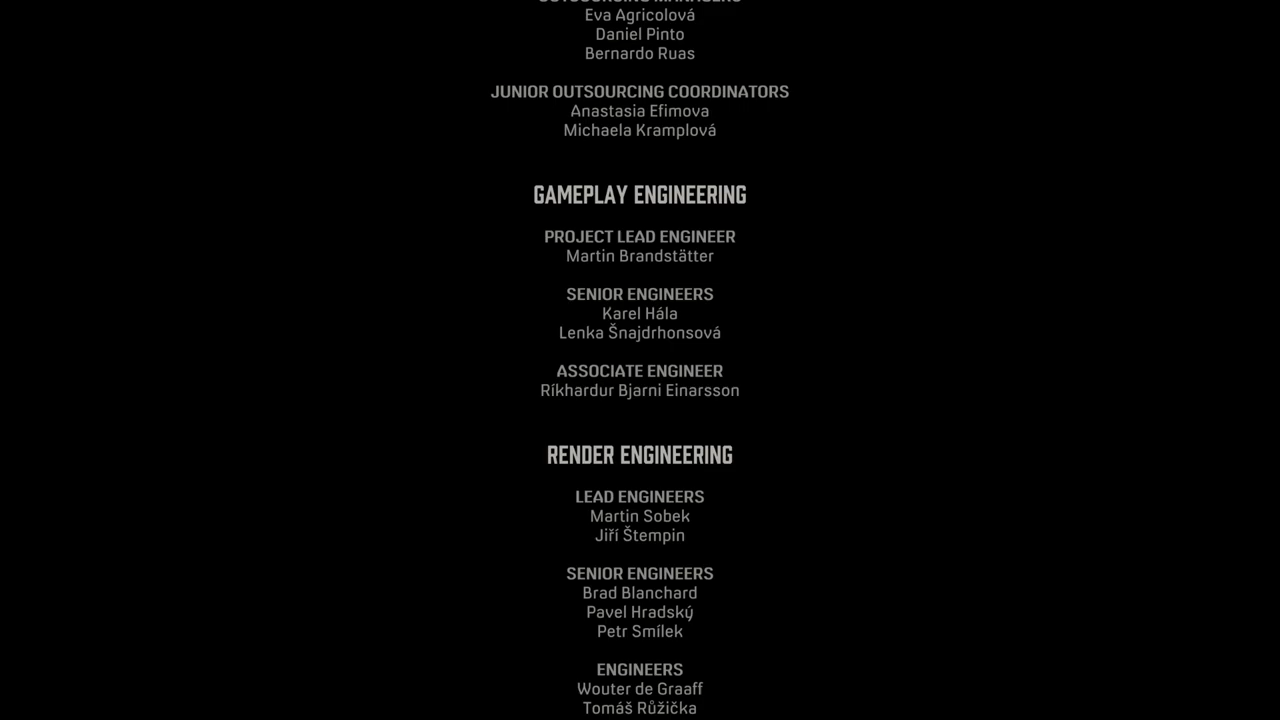 OUTSOURCING MANAGERS
Eva Agricolová
Daniel Pinto
Bernardo Ruas
JUNIOR OUTSOURCING COORDINATORS
Anastasia Efimova
Michaela Kramplová
GAMEPLAY ENGINEERING
PROJECT LEAD ENGINEER
Martin Brandstätter
SENIOR ENGINEERS
Karel Hála
Lenka Šnajdrhonsová
ASSOCIATE ENGINEER
Ríkhardur Bjarni Einarsson
RENDER ENGINEERING
LEAD ENGINEERS
Martin Sobek
Jiří Štempin
SENIOR ENGINEERS
Brad Blanchard
Pavel Hradský
Petr Smílek
ENGINEERS
Wouter de Graaff
Tomáš Růžička